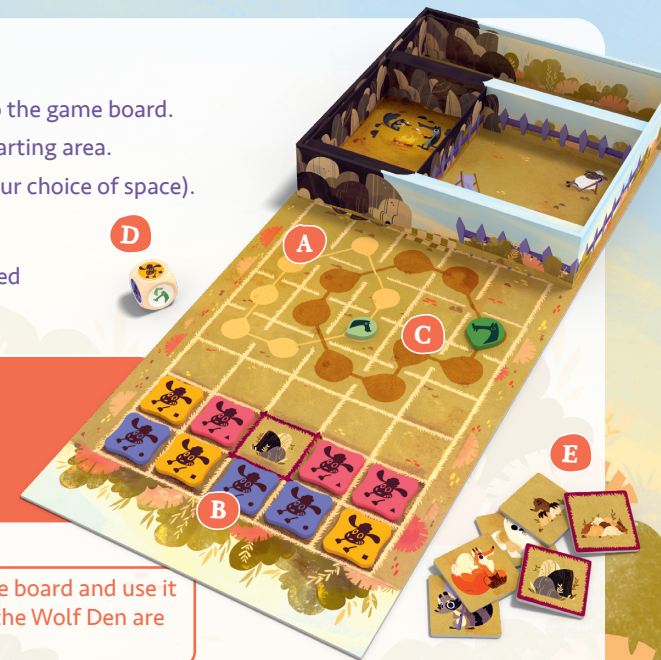 the game board.
arting area.
ur choice of space).
D
A
ed
C
E
B
e board and use it
the Wolf Den are